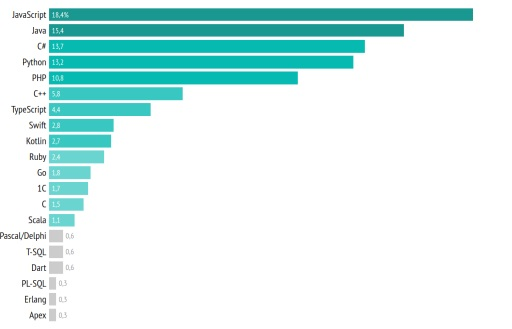 JavaScript 18,4%
Java 15,4
C# 13,7
Python 13,2
PHP 10,8
C++ 5,8
TypeScript 4,4
Swift 2,8
Kotlin 2,7
Ruby 2,4
Go 1,8
1C 1,7
C 1,5
Scala 1,1
Pascal/Delphi 0,6
T-SQL 0,6
Dart 0,6
PL-SQL 0,3
Erlang 0,3
Apex 0,3